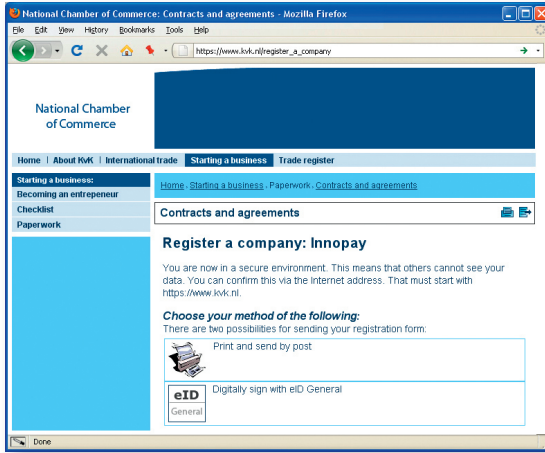 National Chamber of Commerce: Contracts and agreements - Mozilla Firefox
File Edit View History Bookmarks Tools Help
https://www.kvk.nl/register_a_company
National Chamber
of Commerce
Home | About KvK | International trade Starting a business Trade register
Starting a business:
Becoming an entrepeneur
Checklist
Paperwork
Home . Starting a business . Paperwork . Contracts and agreements
Contracts and agreements
Register a company: Innopay
You are now in a secure environment. This means that others cannot see your
data. You can confirm this via the Internet address. That must start with
https://www.kvk.nl.
Choose your method of the following:
There are two possibilities for sending your registration form:
Print and send by post
eID
General
Digitally sign with eID General
Done